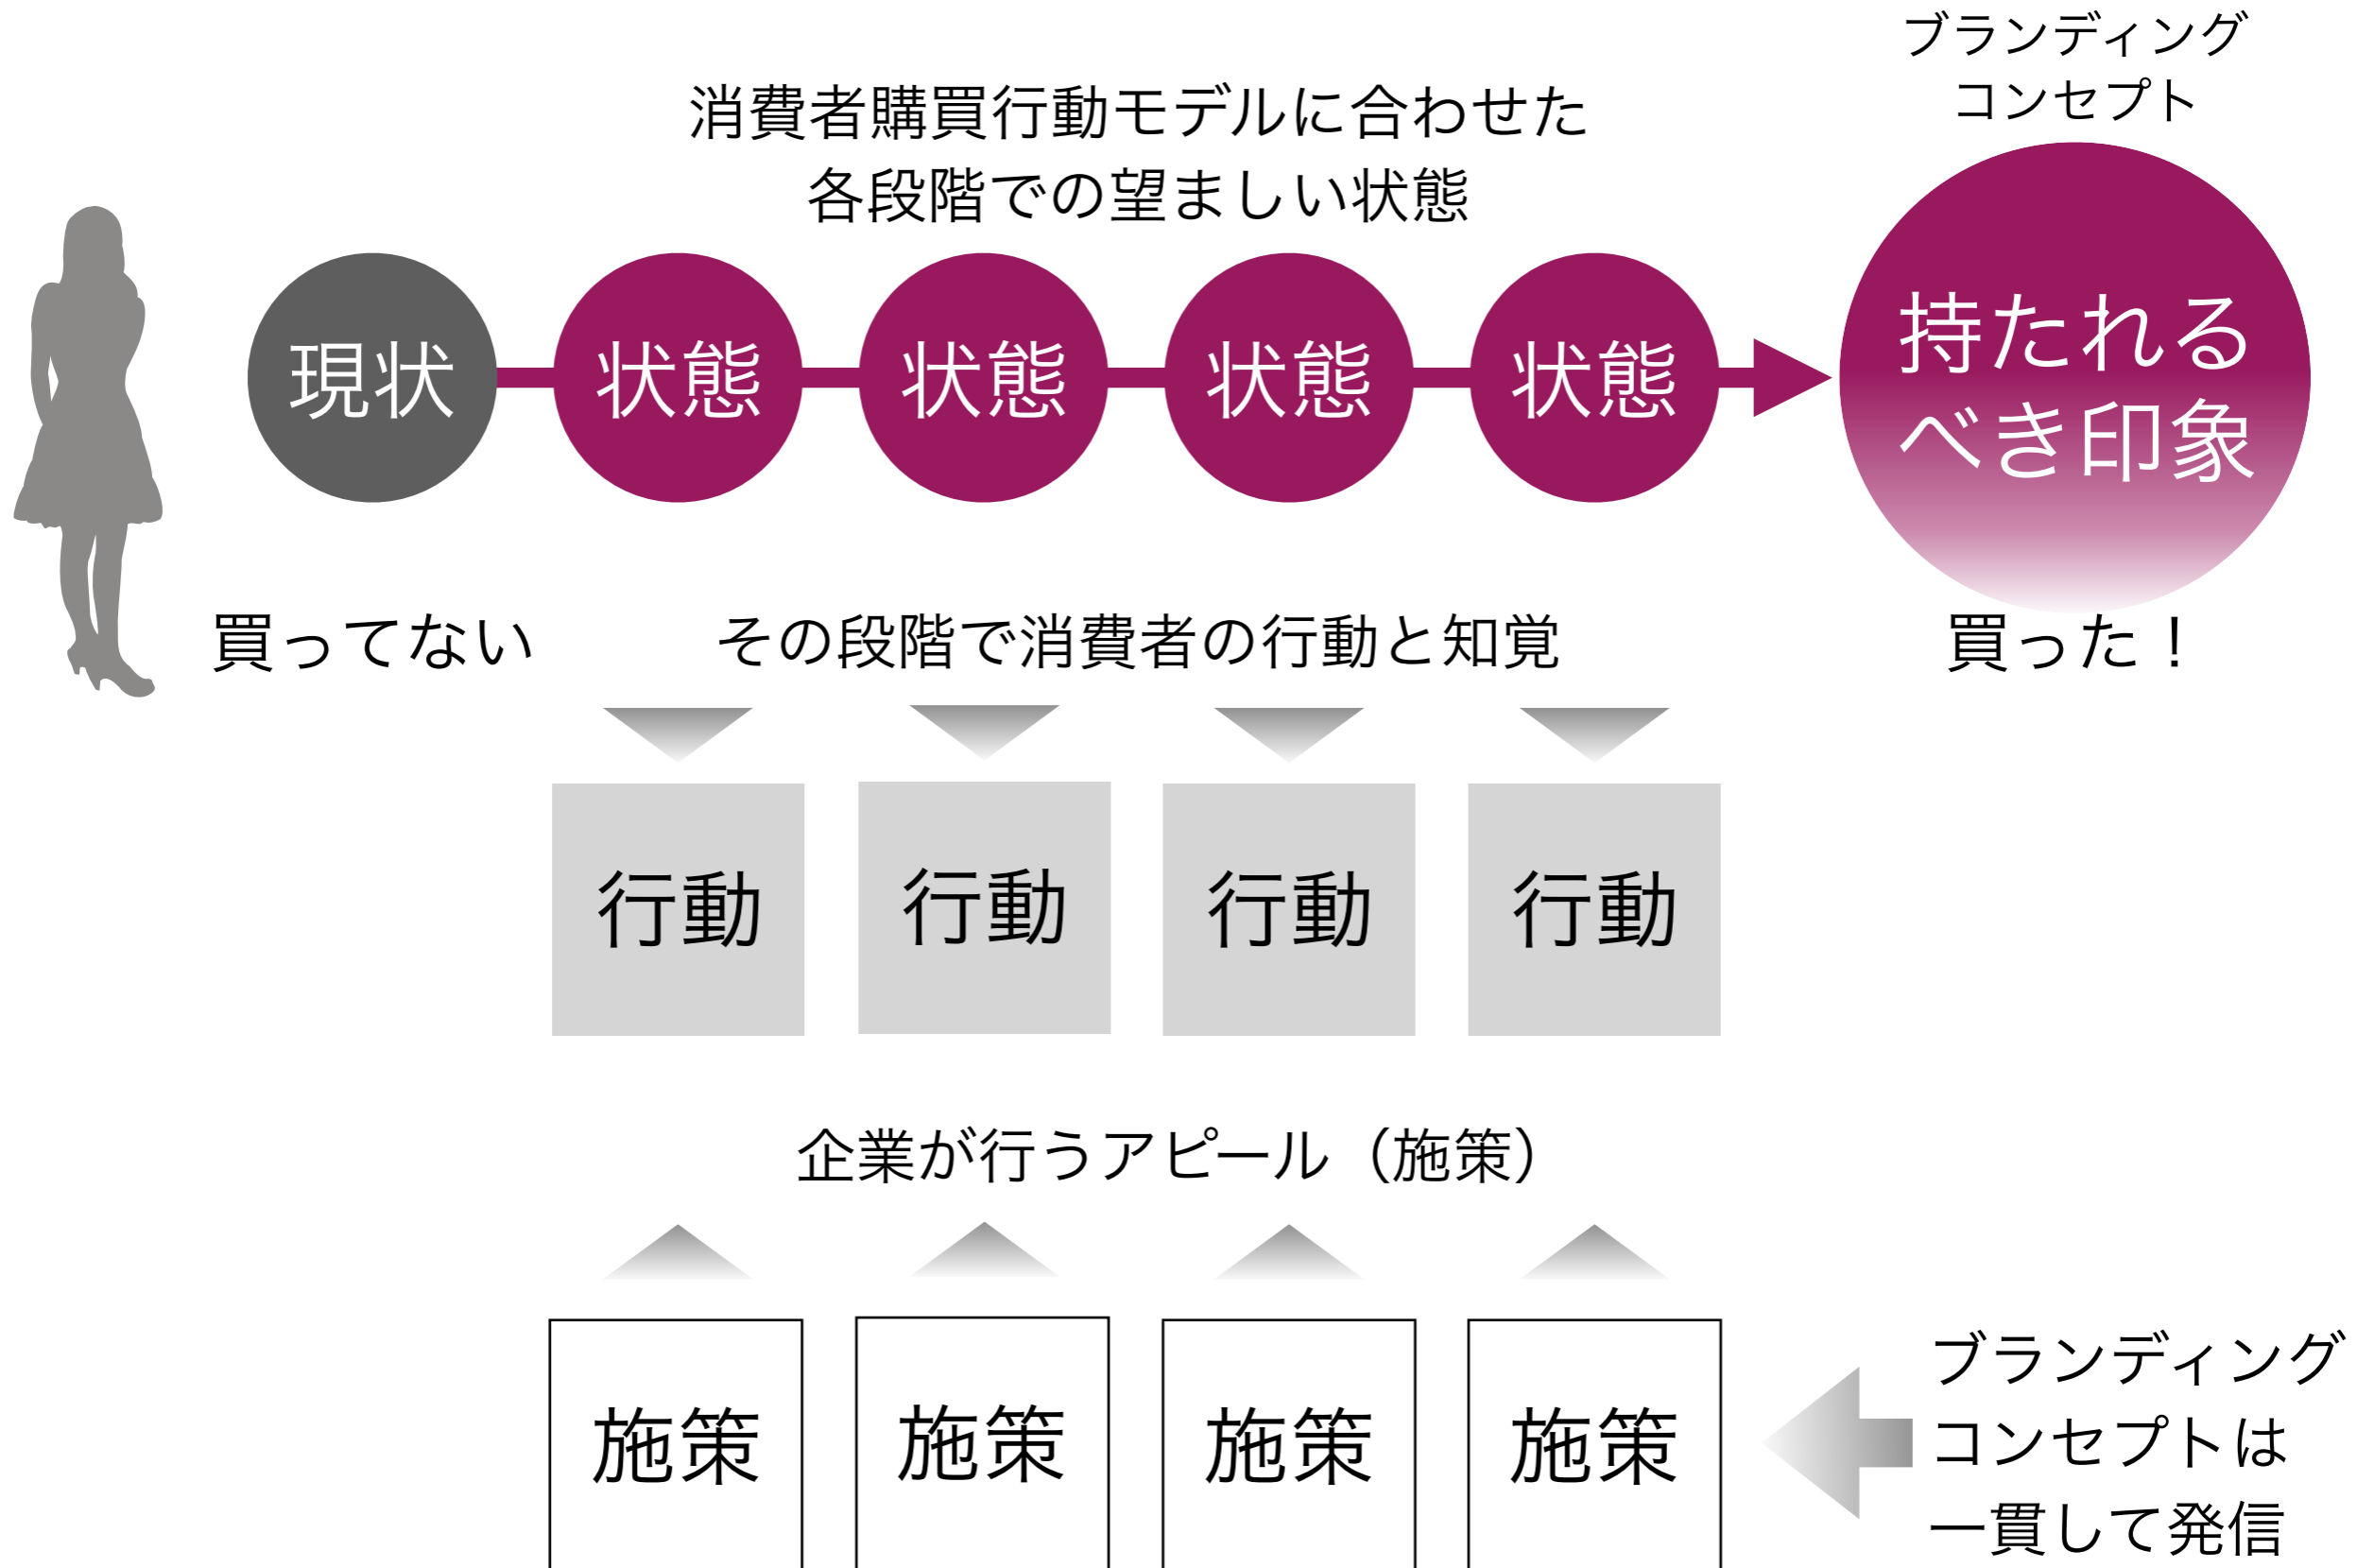 ブランディング
コンセプト
消費者購買行動モデルに合わせた
各段階での望ましい状態
現状
状態
状態
状態
状態
持たれる
べき印象
買ってない
その段階で消費者の行動と知覚
買った！
行動
行動
行動
行動
企業が行うアピール（施策）
施策
施策
施策
施策
ブランディング
コンセプトは
一貫して発信